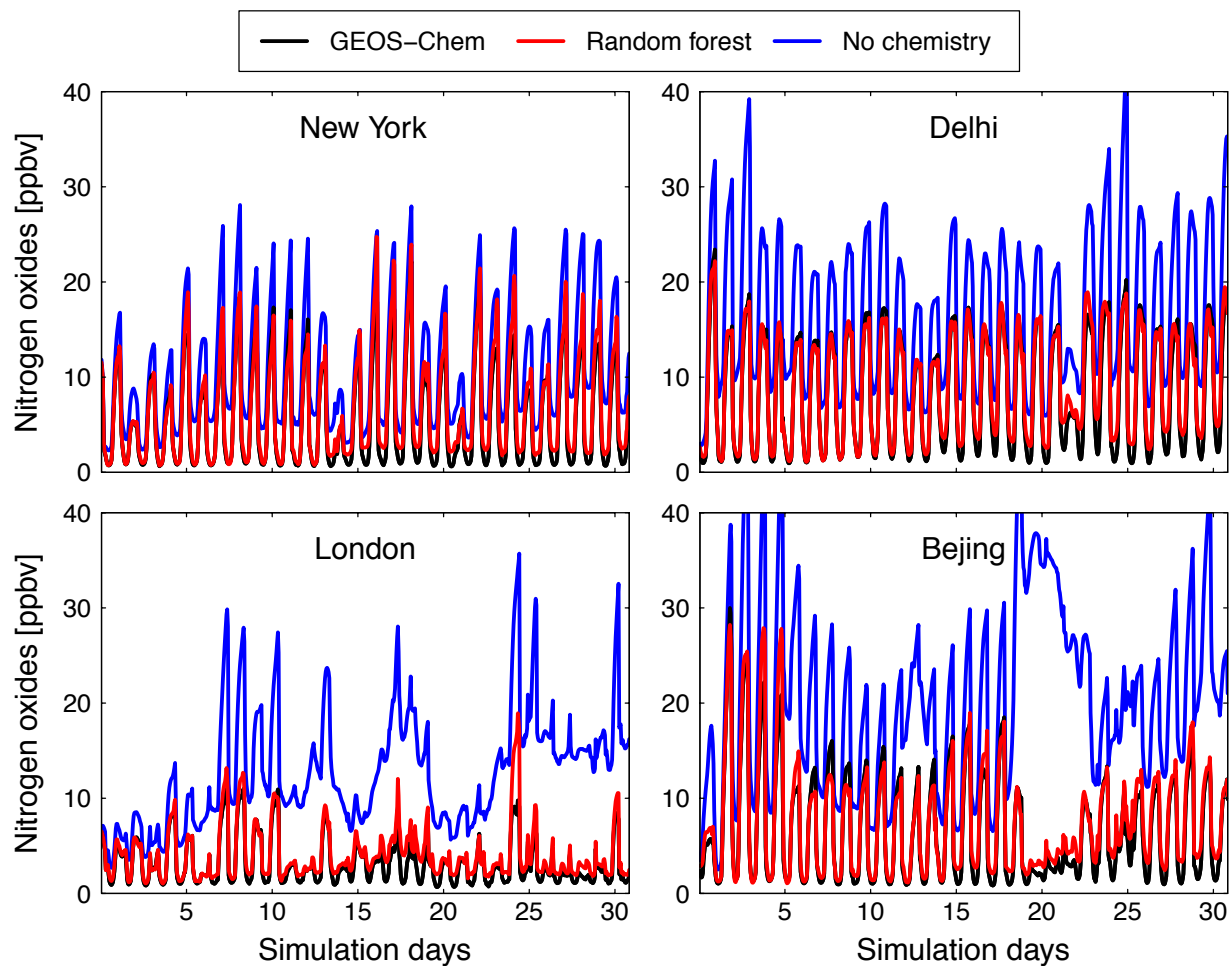 GEOS−Chem Random forest No chemistry
New York
Delhi
Nitrogen oxides [ppbv]
0 10 20 30 40
0 10 20 30 40
London
Bejing
Nitrogen oxides [ppbv]
0 10 20 30 40
0 10 20 30 40
5 10 15 20 25 30
5 10 15 20 25 30
Simulation days
Simulation days